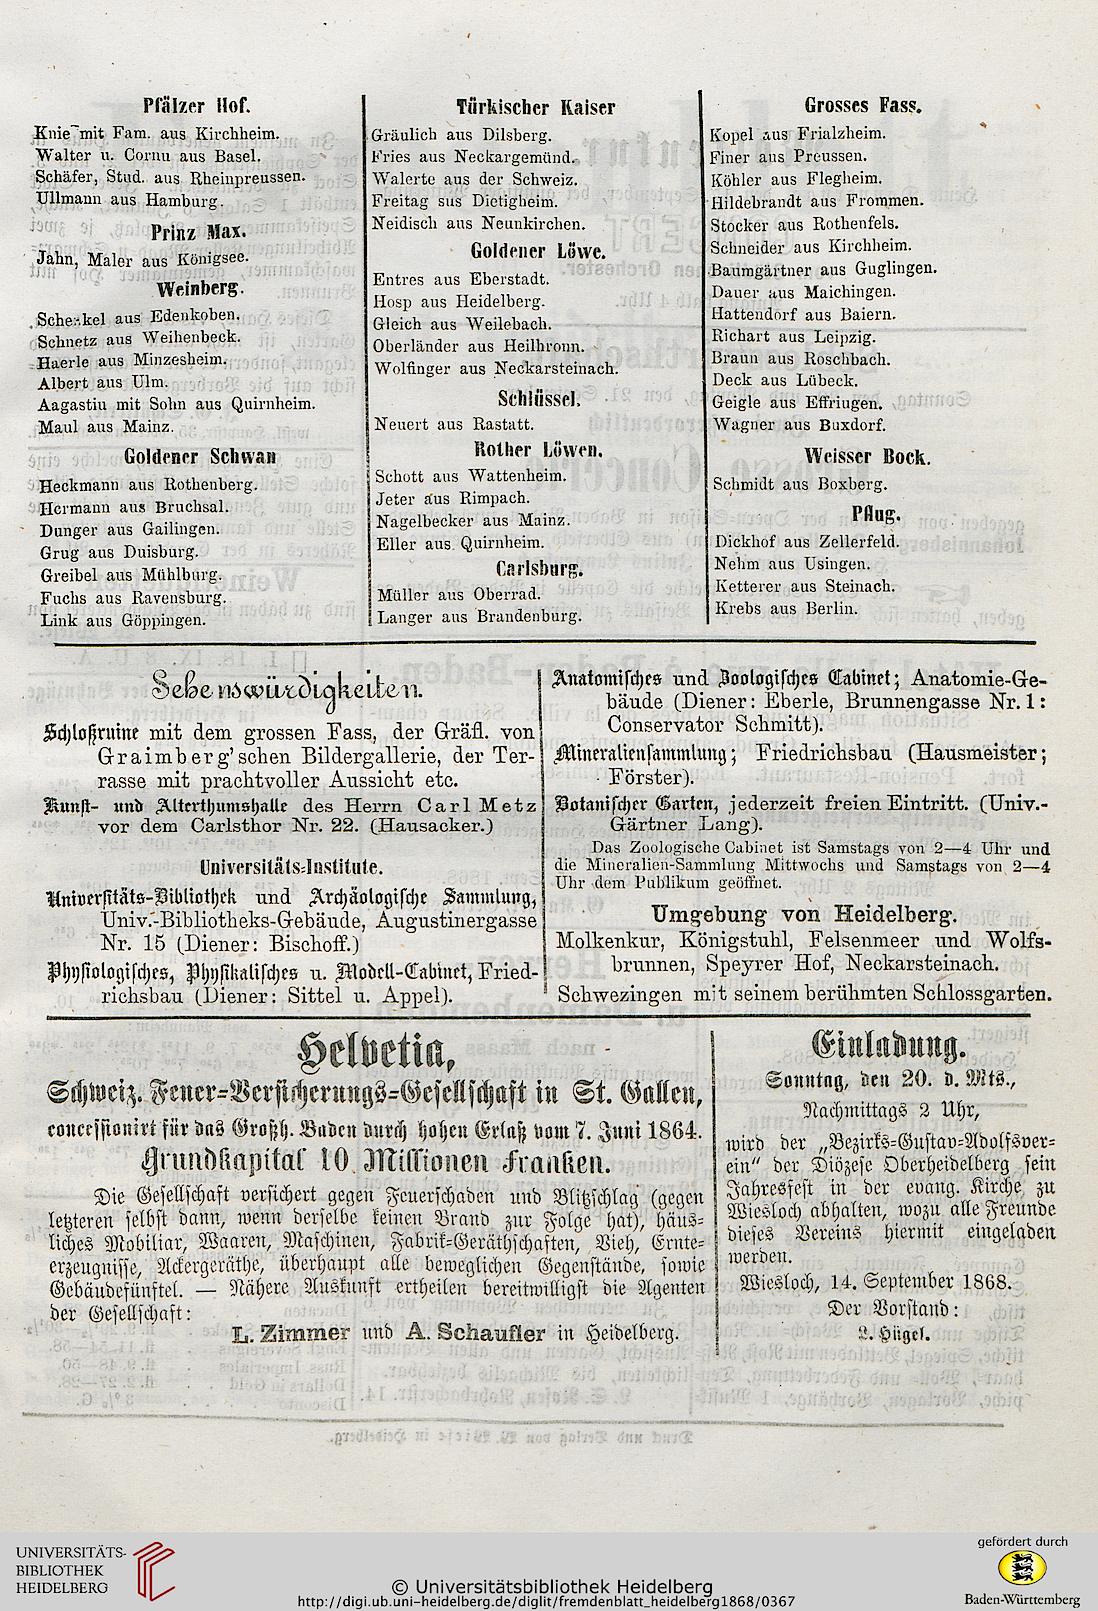 Pfälzer Hof.
Knie mit Fam. aus Kirchheim.
Walter u. Cornu aus Basel.
Schäfer, Stud. aus Rheinpreussen.
Ullmann aus Hamburg.
Prinz Max.
Jahn, Maler aus Königsee.
Weinberg.
Schenkel aus Edenkoben.
Schnetz aus Weihenbeck.
Haerle aus Minzesheim.
Albert aus Ulm.
Aagastin mit Sohn aus Quirnheim.
Maul aus Mainz.
Goldener Schwan
Heckmann aus Rothenberg.
Hermann aus Bruchsal.
Dunger aus Gailingen.
Grug aus Duisburg.
Greibel aus Mühlburg.
Fuchs aus Ravensburg.
Link aus Göppingen.
Türkischer Kaiser
Gräulich aus Dilsberg.
Fries aus Neckargemünd.
Walerte aus der Schweiz.
Freitag sus Dietigheim.
Neidisch aus Neunkirchen.
Goldener Löwe.
Entres aus Eberstadt.
Hosp aus Heidelberg.
Gleich aus Weilebach.
Oberländer aus Heilbronn.
Wolfinger aus Neckarsteinach.
Schlüssel.
Neuert aus Rastatt.
Rother Löwen.
Schott aus Wattenheim.
Jeter aus Rimpach.
Nagelbecker aus Mainz.
Eller aus Quirnheim.
Carlsburg.
Müller aus Oberrad.
Langer aus Brandenburg.
Grosses Fass.
Kopel aus Frialzheim.
Finer aus Preussen.
Köhler aus Flegheim.
Hildebrandt aus Frommen.
Stocker aus Rothenfels.
Schneider aus Kirchheim.
Baumgärtner aus Guglingen.
Dauer aus Maichingen.
Hattendorf aus Baiern.
Richart aus Leipzig.
Braun aus Roschbach.
Deck aus Lübeck.
Geigle aus Effriugen.
Wagner aus Buxdorf.
Weisser Bock.
Schmidt aus Boxberg.
Pflug.
Dickhof aus Zellerfeld.
Nehm aus Usingen.
Ketterer aus Steinach.
Krebs aus Berlin.
Sehenswürdigkeiten.
Schloßruine mit dem grossen Fass, der Gräfl. von
Graimberg'schen Bildergallerie, der Ter-
rasse mit prachtvoller Aussicht etc.
Kunst- und Alterthumshalle des Herrn Carl Metz
vor dem Carlsthor Nr. 22. (Hausacker.)
Universitäts-Institute.
Universitäts-Bibliothek und Archäologische Sammlung,
Univ.-Bibliotheks-Gebäude, Augustinergasse
Nr. 15 (Diener: Bischoff.)
Physiologisches, Physikalisches u. Modell-Cabinet, Fried-
richsbau (Diener: Sittel u. Appel).
Anatomisches und Zoologisches Cabinet; Anatomie-Ge-
bäude (Diener: Eberle, Brunnengasse Nr. 1:
Conservator Schmitt).
Mineraliensammlung; Friedrichsbau (Hausmeister;
Förster).
Botanischer Garten, jederzeit freien Eintritt. (Univ.-
Gärtner Lang).
Das Zoologische Cabinet ist Samstags von 2—4 Uhr und
die Mineralien-Sammlung Mittwochs und Samstags von 2—4
Uhr dem Publikum geöffnet.
Umgebung von Heidelberg.
Molkenkur, Königstuhl, Felsenmeer und Wolfs-
brunnen, Speyrer Hof, Neckarsteinach.
Schwezingen mit seinem berühmten Schlossgarten.
Helvetia,
Schweiz. Feuer-Versicherungs-Gesellschaft in St. Gallen,
concessionirt für das Großh. Baden durch hohen Erlaß vom 7. Juni 1864.
Grundkapital 10 Millionen Franken.
Die Gesellschaft versichert gegen Feuerschaden und Blitzschlag (gegen
letzteren selbst dann, wenn derselbe keinen Brand zur Folge hat), häus-
liches Mobiliar, Waaren, Maschinen, Fabrik-Geräthschaften, Vieh, Ernte-
erzeugnisse, Ackergeräthe, überhaupt alle beweglichen Gegenstände, sowie
Gebäudefünftel. — Nähere Auskunft ertheilen bereitwilligst die Agenten
der Gesellschaft:
L. Zimmer und A. Schaufler in Heidelberg.
Einladung.
Sonntag, den 20. d. Mts.,
Nachmittags 2 Uhr,
wird der „Bezirks-Gustav-Adolfsver-
ein" der Diözese Oberheidelberg sein
Jahresfest in der evang. Kirche zu
Wiesloch abhalten, wozu alle Freunde
dieses Vereins hiermit eingeladen
werden.
Wiesloch, 14. September 1868.
Der Vorstand:
L. Hügel.
UNIVERSITÄTS-
BIBLIOTHEK
HEIDELBERG
© Universitätsbibliothek Heidelberg
http://digi.ub.uni-heidelberg.de/diglit/fremdenblatt_heidelberg1868/0367
gefördert durch
Baden-Württemberg